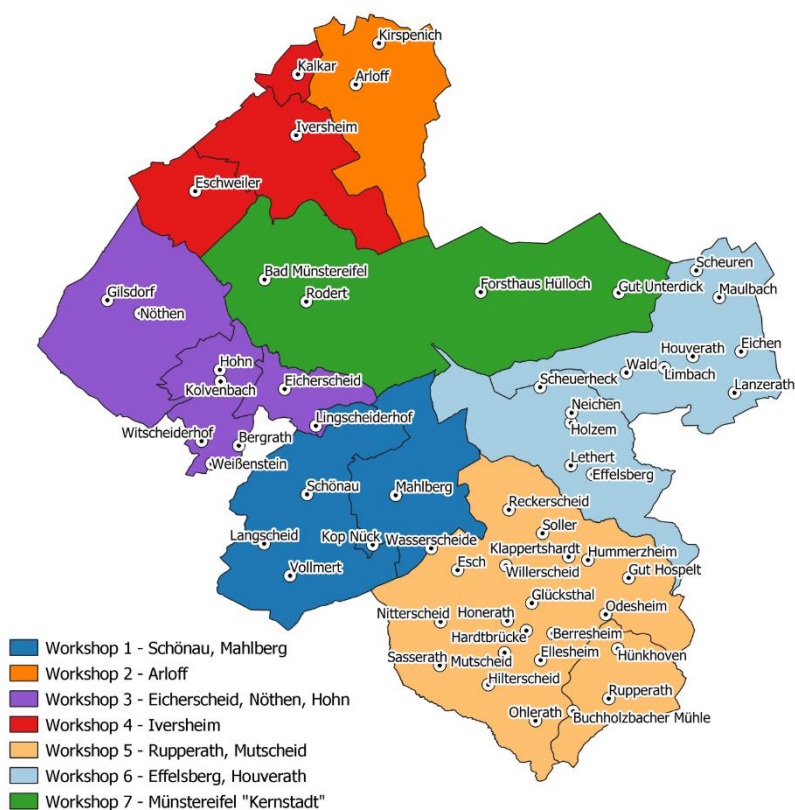 Kirspenich
Kalkar
Arloff
Iversheim
Eschweiler
Scheuren
Bad Münstereifel
Forsthaus Hülloch
Gut Unterdick
Maulbach
Gilsdorf
Rodert
Nöthen
Houverath
Eichen
Hohn
Wald
Limbach
Kolvenbach
Eicherscheid
Scheuerheck
Lanzerath
Neichen
Lingscheiderhof
Holzem
Witscheiderhof
Bergrath
Weißenstein
Lethert
Effelsberg
Schönau
Mahlberg
Reckerscheid
Soller
Langscheid
Kop Nück
Wasserscheide
Klappertshardt
Hummerzheim
Esch
Willerscheid
Vollmert
Gut Hospelt
Glücksthal
Nitterscheid
Honerath
Odesheim
Hardtbrücke
Berresheim
Sasserath
Mutscheid
Ellesheim
Hünkhoven
Hilterscheid
Rupperath
Ohlerath
Buchholzbacher Mühle
Workshop 1 - Schönau, Mahlberg
Workshop 2 - Arloff
Workshop 3 - Eicherscheid, Nöthen, Hohn
Workshop 4 - Iversheim
Workshop 5 - Rupperath, Mutscheid
Workshop 6 - Effelsberg, Houverath
Workshop 7 - Münstereifel "Kernstadt"